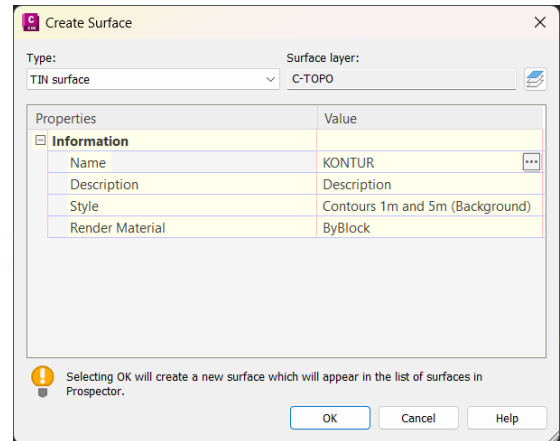 Create Surface
Type:
Surface layer:
TIN surface
C-TOPO
Properties Value
Information
Name KONTUR
Description Description
Style Contours 1m and 5m (Background)
Render Material ByBlock
Selecting OK will create a new surface which will appear in the list of surfaces in
Prospector.
OK Cancel Help